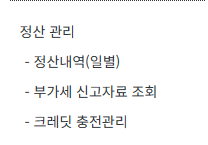 정산 관리
- 정산내역(일별)
- 부가세 신고자료 조회
- 크레딧 충전관리